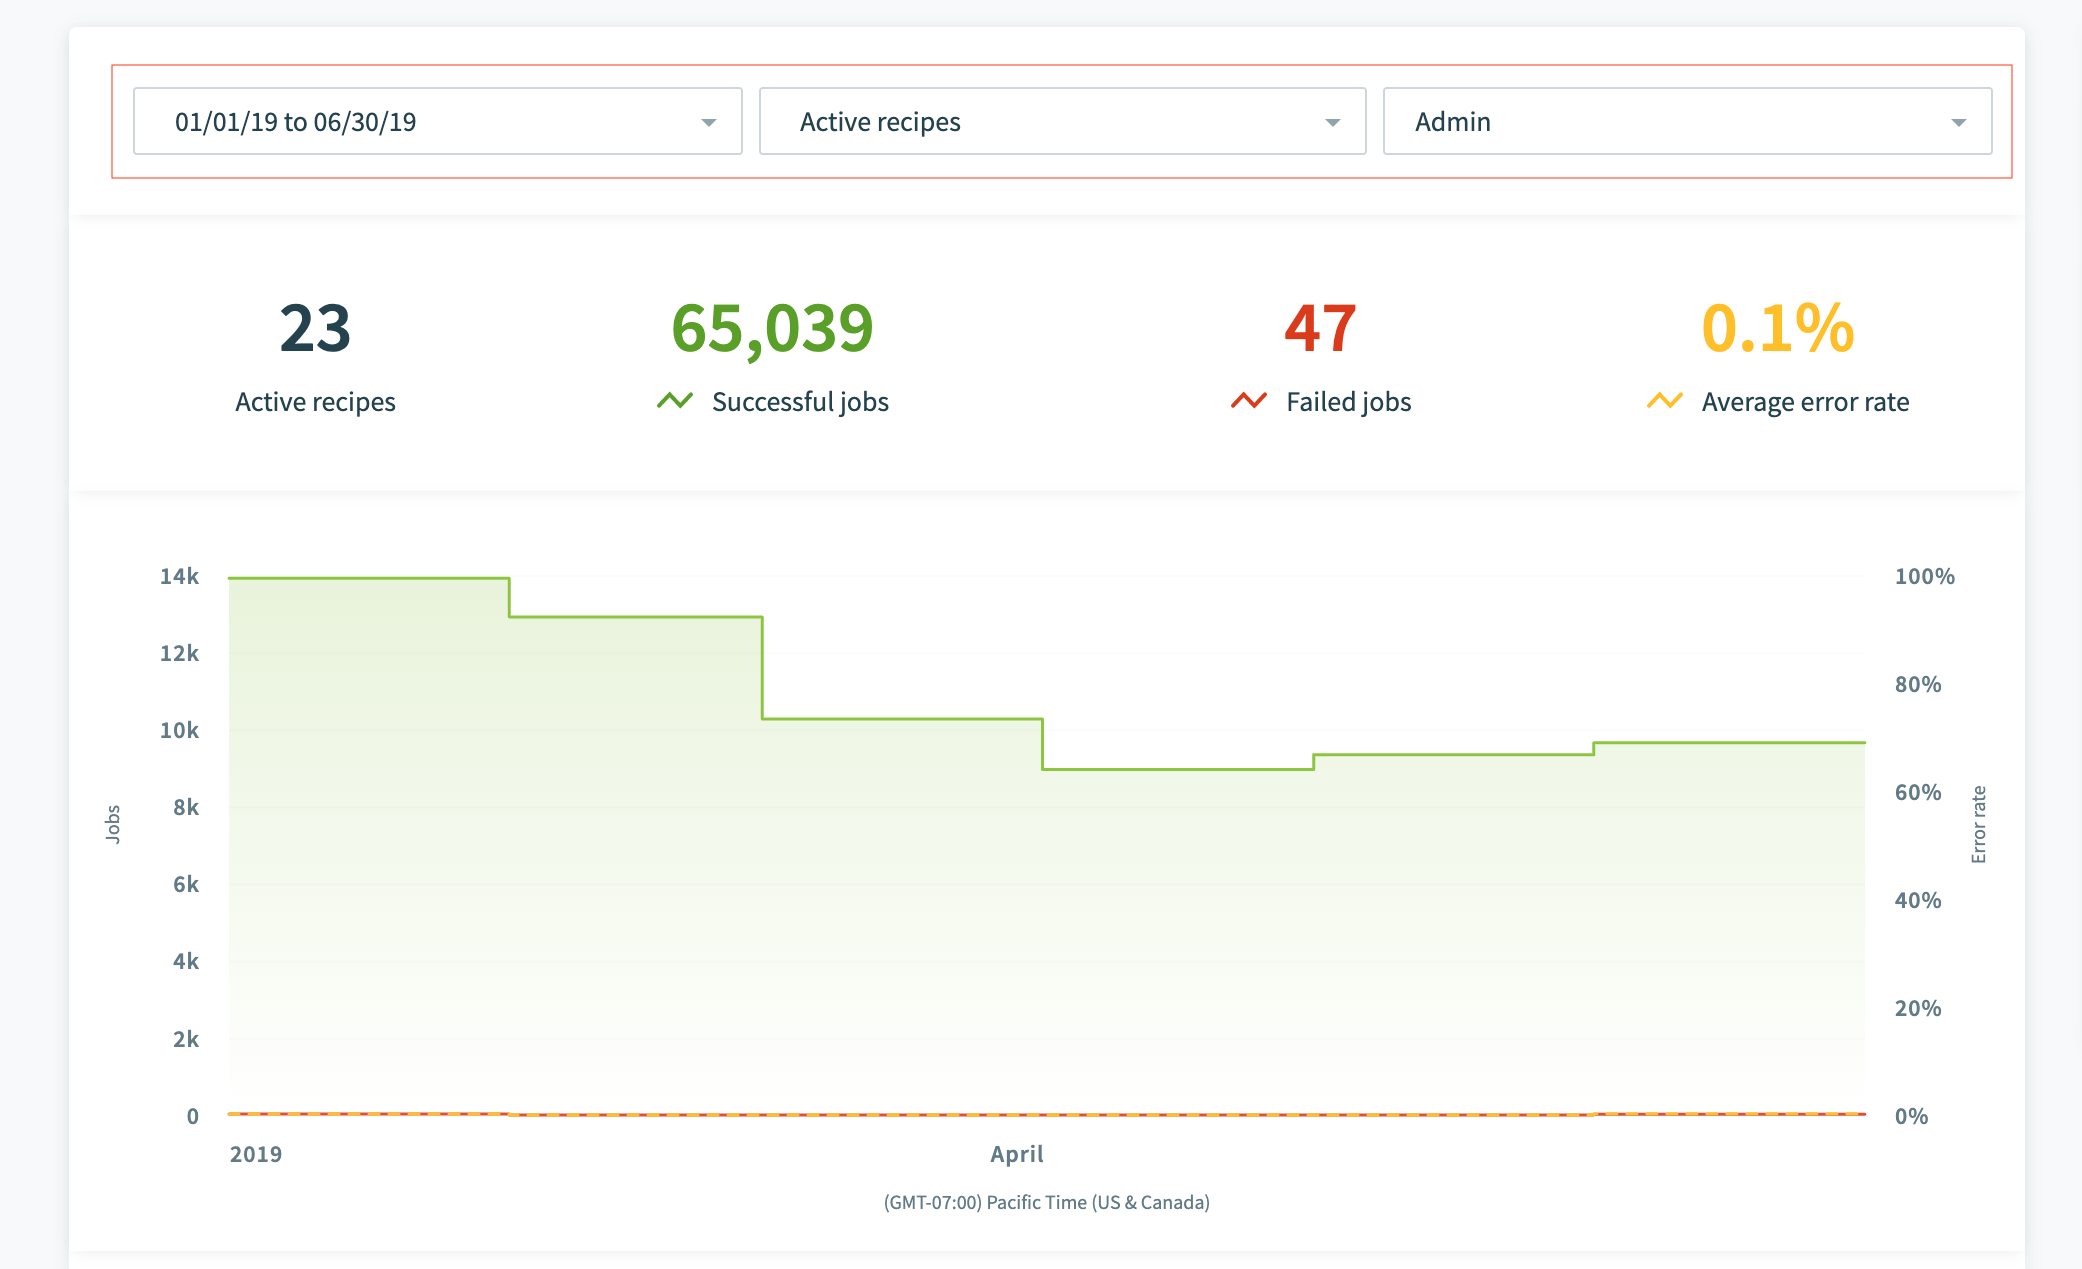 01/01/19 to 06/30/19
Active recipes
Admin
23
Active recipes
65,039
Successful jobs
47
Failed jobs
0.1%
Average error rate
14k
12k
10k
8k
6k
4k
2k
0
Jobs
100%
80%
60%
40%
20%
0%
Error rate
2019
April
(GMT-07:00) Pacific Time (US & Canada)